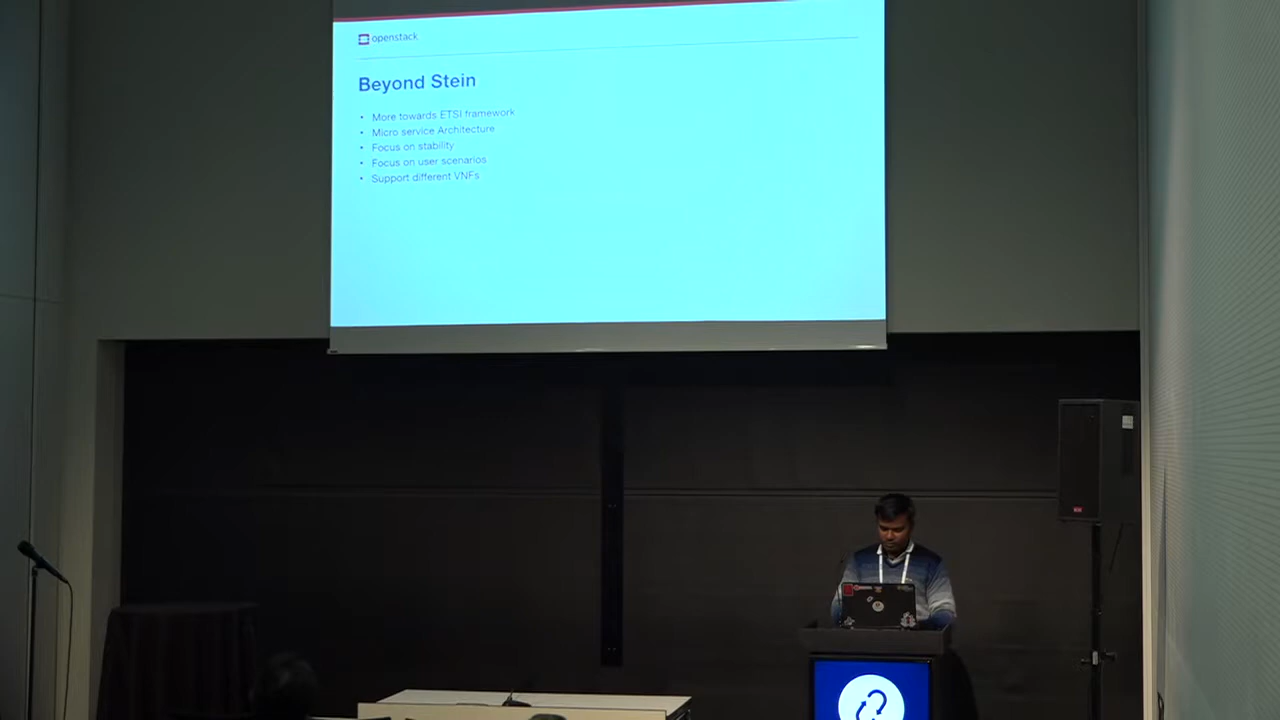 openstack
Beyond Stein
• More towards ETSI framework
• Micro service Architecture
• Focus on stability
• Focus on user scenarios
• Support different VNFs